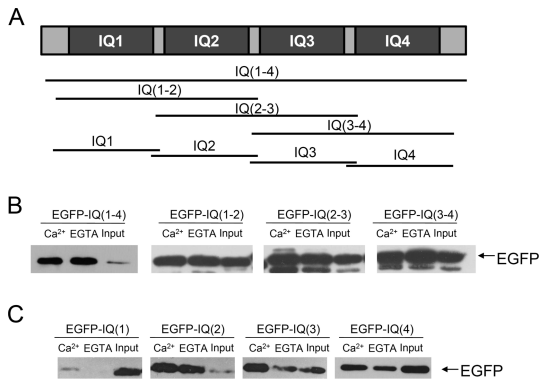 A
IQ1 IQ2 IQ3 IQ4
IQ(1-4)
IQ(1-2)
IQ(2-3)
IQ(3-4)
IQ1 IQ2 IQ3 IQ4
B
EGFP-IQ(1-4) EGFP-IQ(1-2) EGFP-IQ(2-3) EGFP-IQ(3-4)
Ca²⁺ EGTA Input Ca²⁺ EGTA Input Ca²⁺ EGTA Input Ca²⁺ EGTA Input
EGFP
C
EGFP-IQ(1) EGFP-IQ(2) EGFP-IQ(3) EGFP-IQ(4)
Ca²⁺ EGTA Input Ca²⁺ EGTA Input Ca²⁺ EGTA Input Ca²⁺ EGTA Input
EGFP